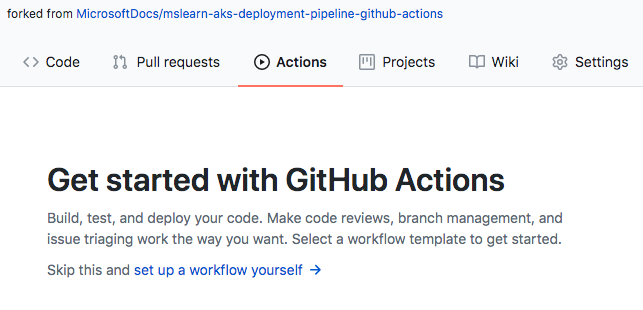 forked from MicrosoftDocs/mslearn-aks-deployment-pipeline-github-actions
Code Pull requests Actions Projects Wiki Settings
Get started with GitHub Actions
Build, test, and deploy your code. Make code reviews, branch management, and
issue triaging work the way you want. Select a workflow template to get started.
Skip this and set up a workflow yourself →